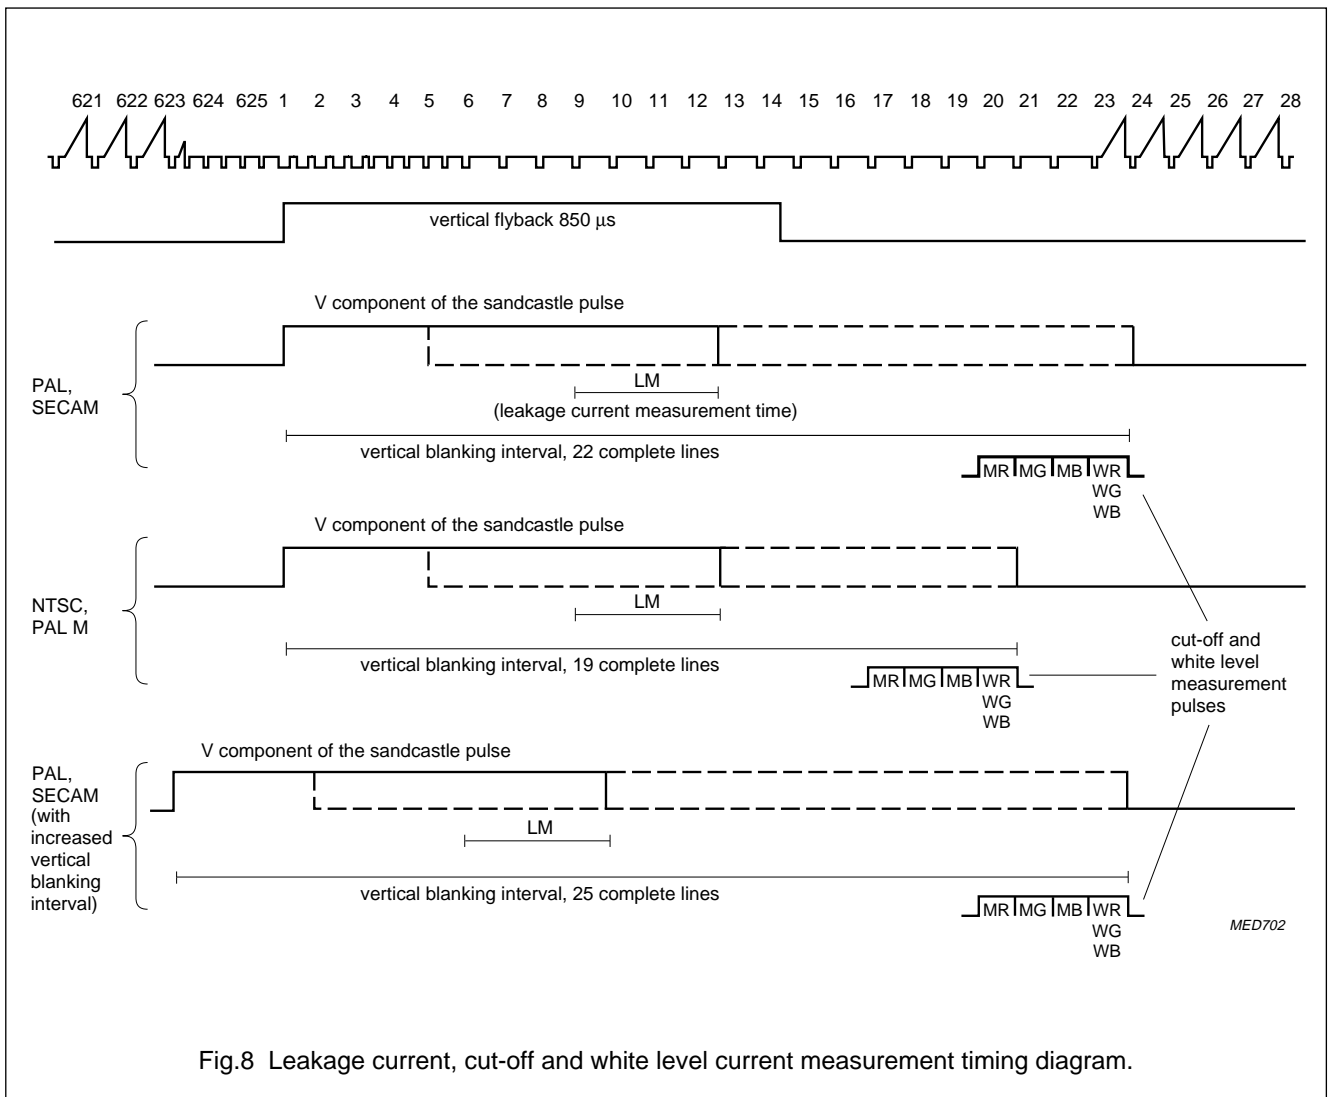 621 622 623 624 625 1 2 3 4 5 6 7 8 9 10 11 12 13 14 15 16 17 18 19 20 21 22 23 24 25 26 27 28
vertical flyback 850 μs
V component of the sandcastle pulse
PAL,
SECAM
LM
(leakage current measurement time)
vertical blanking interval, 22 complete lines
MR MG MB WR
WG
WB
V component of the sandcastle pulse
NTSC,
PAL M
LM
vertical blanking interval, 19 complete lines
MR MG MB WR
WG
WB
cut-off and
white level
measurement
pulses
V component of the sandcastle pulse
PAL,
SECAM
(with
increased
vertical
blanking
interval)
LM
vertical blanking interval, 25 complete lines
MR MG MB WR
WG
WB
MED702
Fig.8 Leakage current, cut-off and white level current measurement timing diagram.